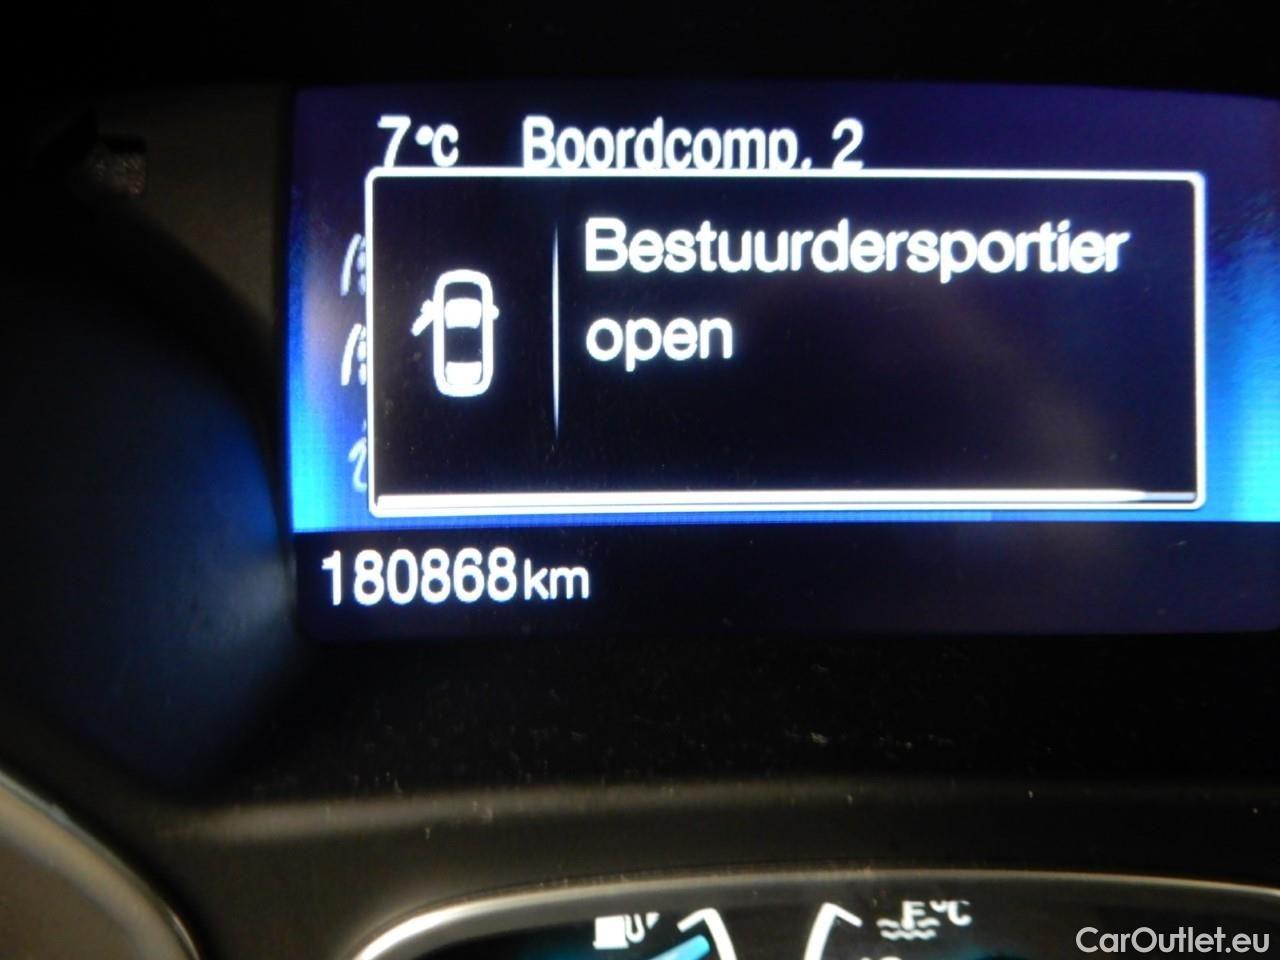 7°C Boordcomp. 2
Bestuurdersportier
open
180868km
°C
CarOutlet.eu